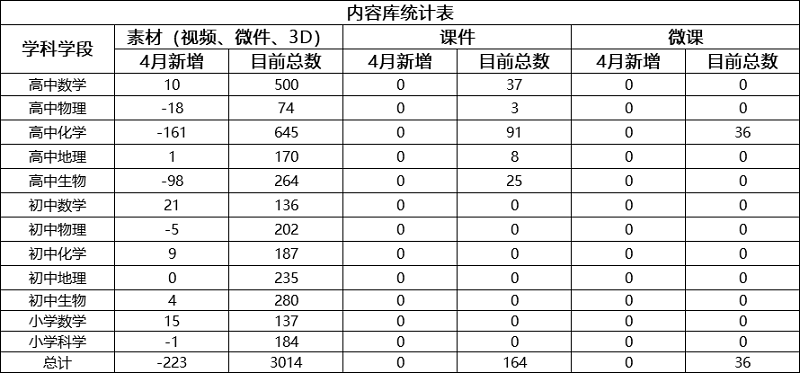 内容库统计表
学科学段 素材（视频、微件、3D） 课件 微课
4月新增 目前总数 4月新增 目前总数 4月新增 目前总数
高中数学 10 500 0 37 0 0
高中物理 -18 74 0 3 0 0
高中化学 -161 645 0 91 0 36
高中地理 1 170 0 8 0 0
高中生物 -98 264 0 25 0 0
初中数学 21 136 0 0 0 0
初中物理 -5 202 0 0 0 0
初中化学 9 187 0 0 0 0
初中地理 0 235 0 0 0 0
初中生物 4 280 0 0 0 0
小学数学 15 137 0 0 0 0
小学科学 -1 184 0 0 0 0
总计 -223 3014 0 164 0 36